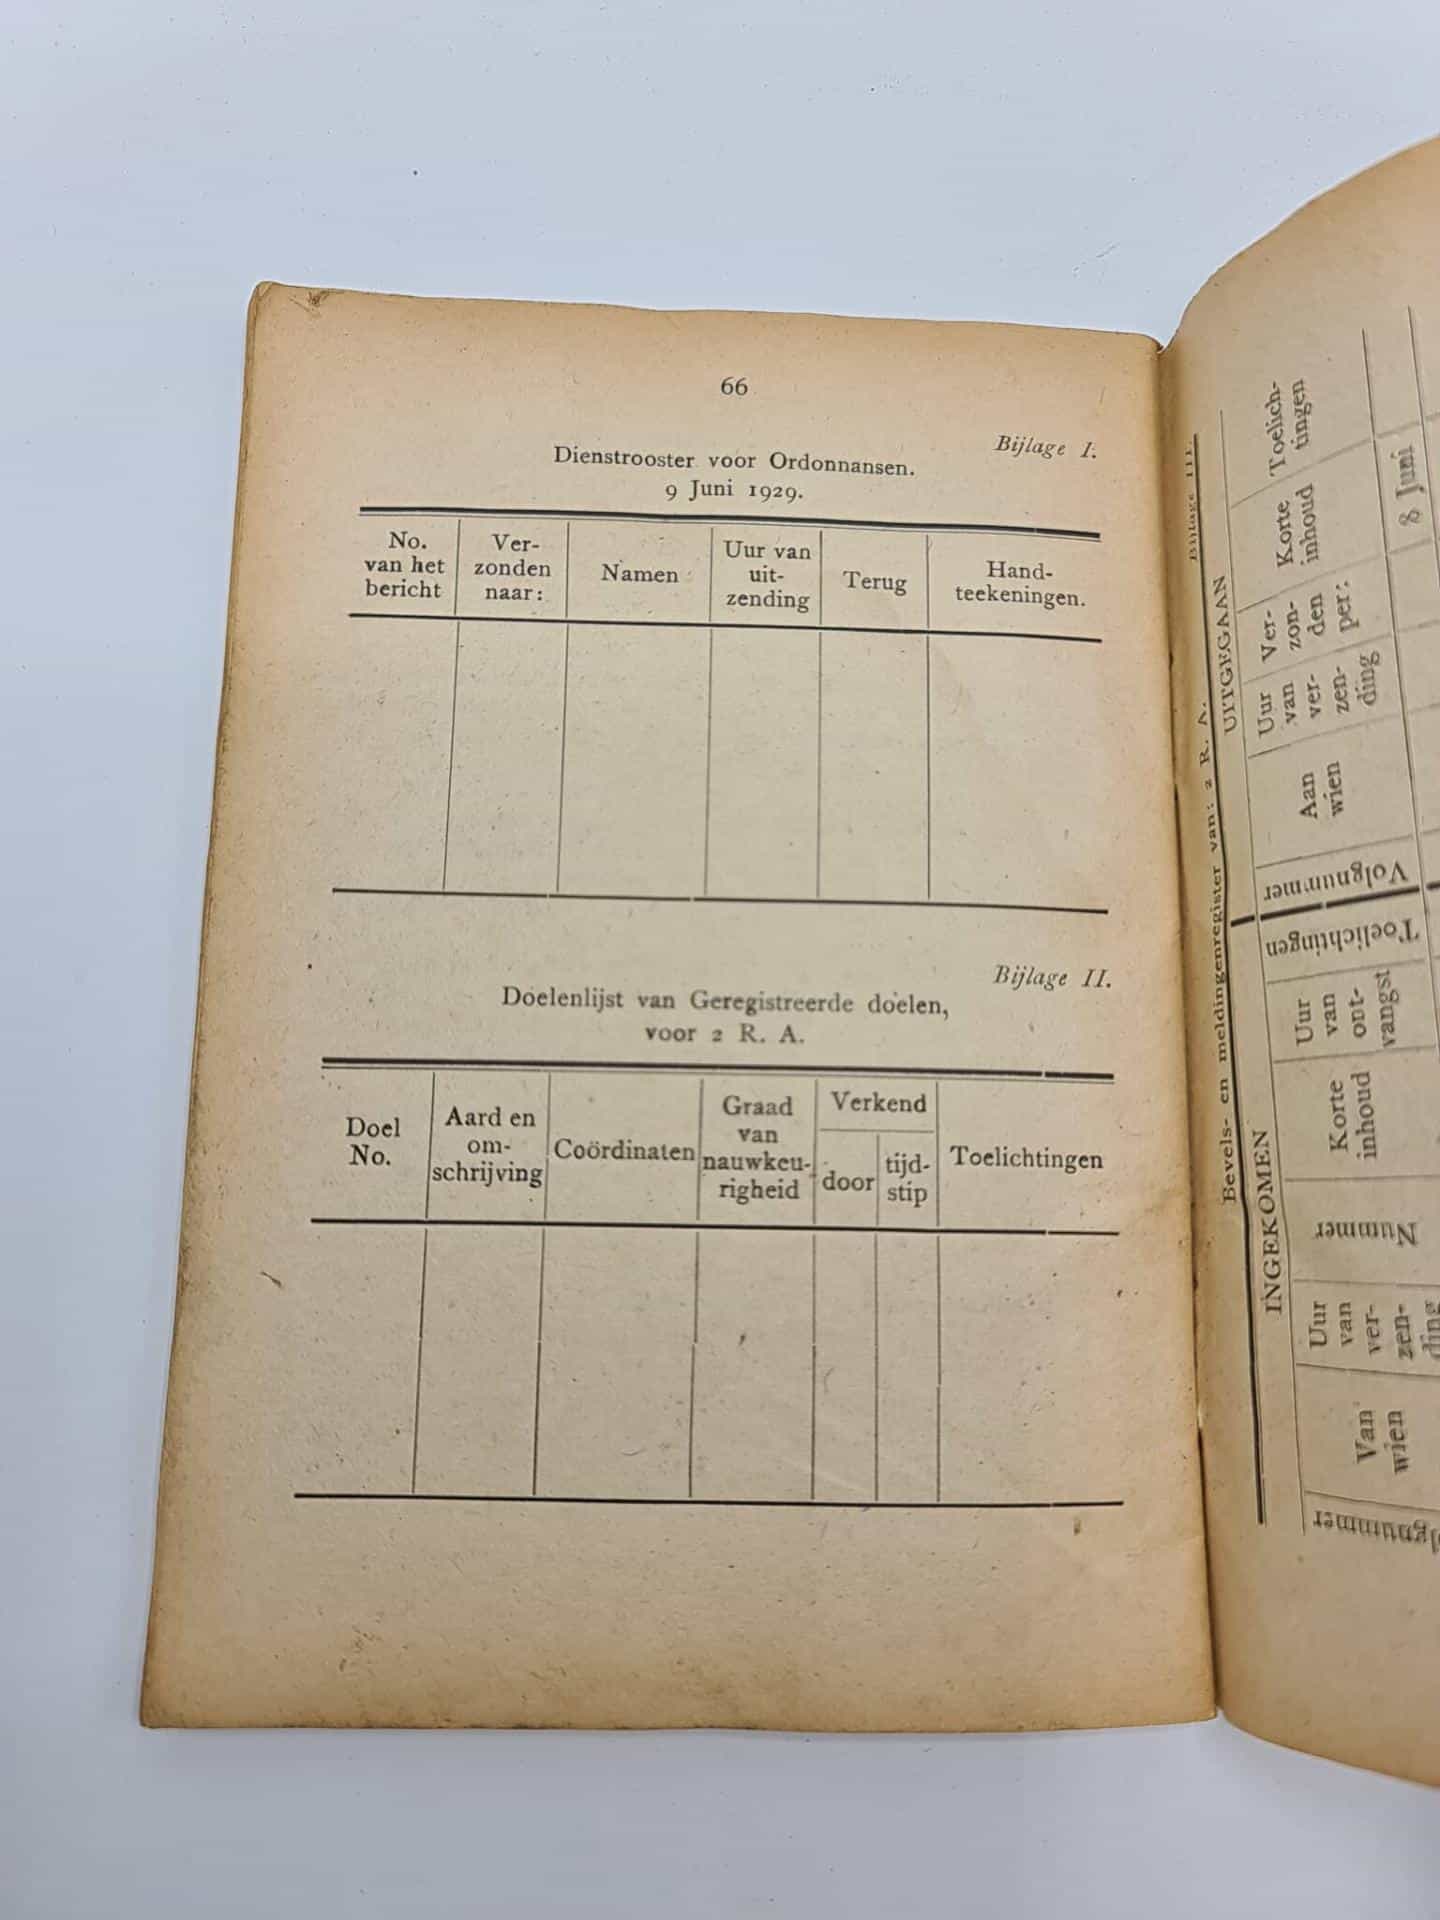 66
Bijlage I.
Dienstrooster voor Ordonnansen.
9 Juni 1929.
No.
van het
bericht
Ver-
zonden
naar:
Namen
Uur van
uit-
zending
Terug
Hand-
teekeningen.
Bijlage II.
Doelenlijst van Geregistreerde doelen,
voor 2 R. A.
Doel
No.
Aard en
om-
schrijving
Coördinaten
Graad
van
nauwkeu-
righeid
Verkend
door
tijd-
stip
Toelichtingen
Bijlage III.
Bevels- en meldingenregister van: 2 R. A.
INGEKOMEN
UITGEGAAN
Van
wien
Uur
van
ver-
zen-
ding
Nummer
Korte
inhoud
Uur
van
ont-
vangst
Toelichtingen
Volgnummer
Aan
wien
Uur
van
ver-
zen-
ding
Ver-
zon-
den
per:
Korte
inhoud
Toelich-
tingen
8 Juni